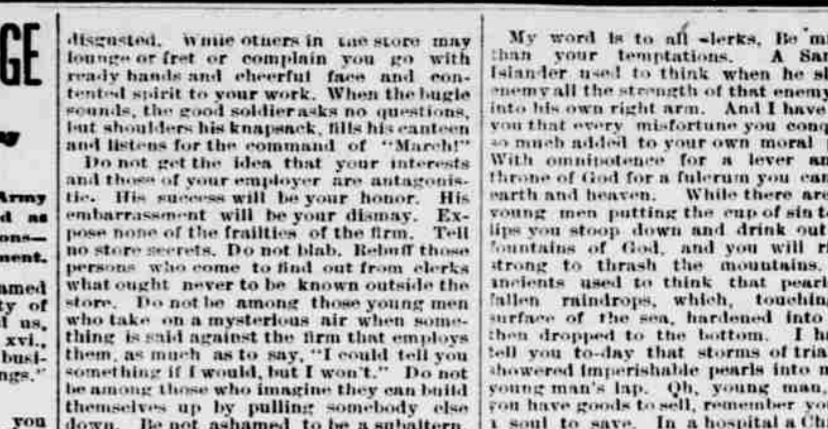 GE
Army
d as
ons—
ment.
amed
ty of
us,
xvi.,
busi-
ngs."
you
disgusted. While others in the store may
lounge or fret or complain you go with
ready hands and cheerful face and con-
tented spirit to your work. When the bugle
sounds, the good soldier asks no questions,
but shoulders his knapsack, fills his canteen
and listens for the command of "March!"
Do not get the idea that your interests
and those of your employer are antagonis-
tic. His success will be your honor. His
embarrassment will be your dismay. Ex-
pose none of the frailties of the firm. Tell
no store secrets. Do not blab. Rebuff those
persons who come to find out from clerks
what ought never to be known outside the
store. Do not be among those young men
who take on a mysterious air when some-
thing is said against the firm that employs
them, as much as to say, "I could tell you
something if I would, but I won't." Do not
be among those who imagine they can build
themselves up by pulling somebody else
down. Be not ashamed to be a subaltern.
My word is to all clerks, Be
than your temptations. A
Islander used to think when he
enemy all the strength of that enemy
into his own right arm. And I have
you that every misfortune you
so much added to your own moral
With omnipotence for a lever
throne of God for a fulcrum you can
earth and heaven. While there are
young men putting the cup of sin
lips you stoop down and drink out
fountains of God, and you will
strong to thrash the mountains.
ancients used to think that
fallen raindrops, which,
surface of the sea, hardened into
then dropped to the bottom. I
tell you to-day that storms of
showered imperishable pearls into
young man's lap. Oh, young man,
you have goods to sell, remember
a soul to save. In a hospital a